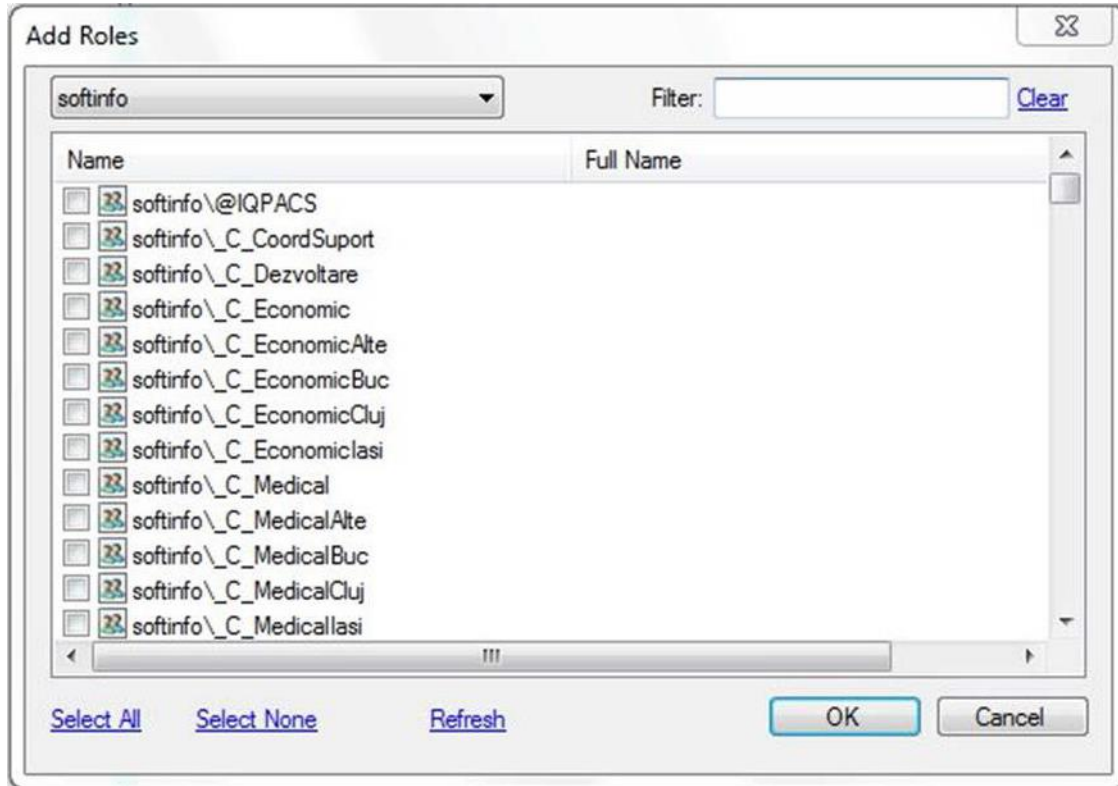 Add Roles
softinfo Filter: Clear
Name Full Name
softinfo\@IQPACS
softinfo\_C_CoordSuport
softinfo\_C_Dezvoltare
softinfo\_C_Economic
softinfo\_C_EconomicAlte
softinfo\_C_EconomicBuc
softinfo\_C_EconomicCluj
softinfo\_C_EconomicIasi
softinfo\_C_Medical
softinfo\_C_MedicalAlte
softinfo\_C_MedicalBuc
softinfo\_C_MedicalCluj
softinfo\_C_MedicalIasi
Select All Select None Refresh OK Cancel